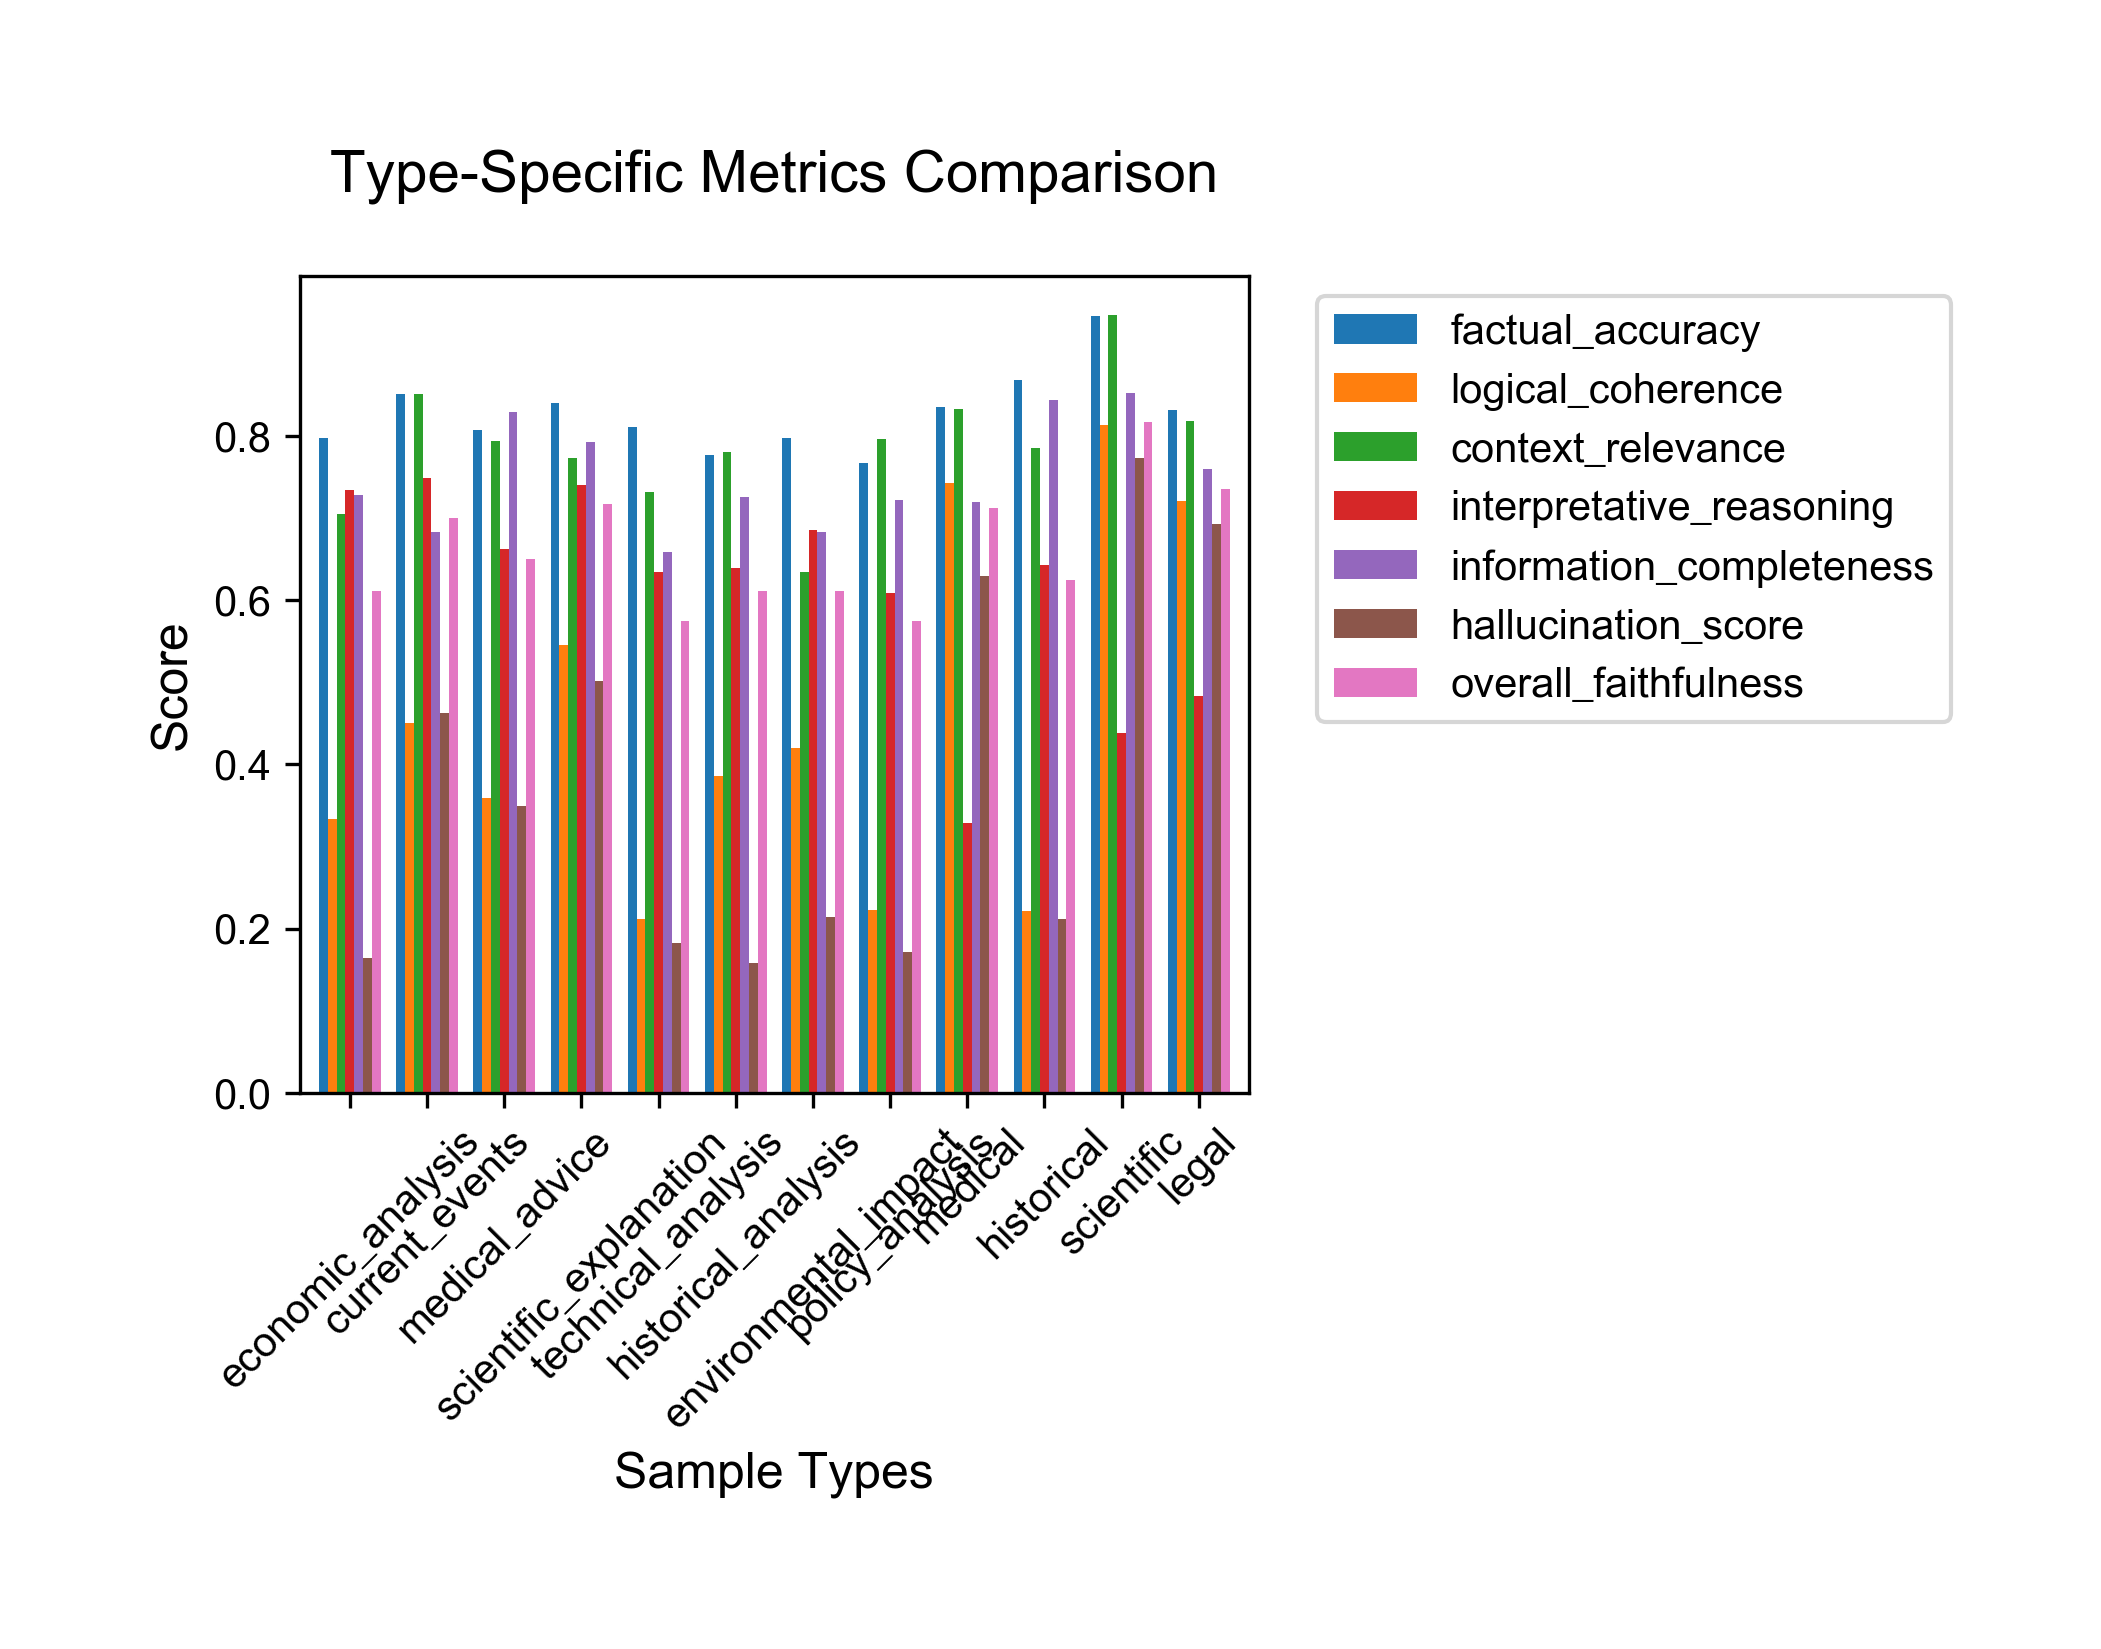 Type-Specific Metrics Comparison
factual_accuracy
logical_coherence
context_relevance
interpretative_reasoning
information_completeness
hallucination_score
overall_faithfulness
Score
0.8
0.6
0.4
0.2
0.0
economic_analysis
current_events
medical_advice
scientific_explanation
technical_analysis
historical_analysis
environmental_impact
policy_analysis
medical
historical
scientific
legal
Sample Types